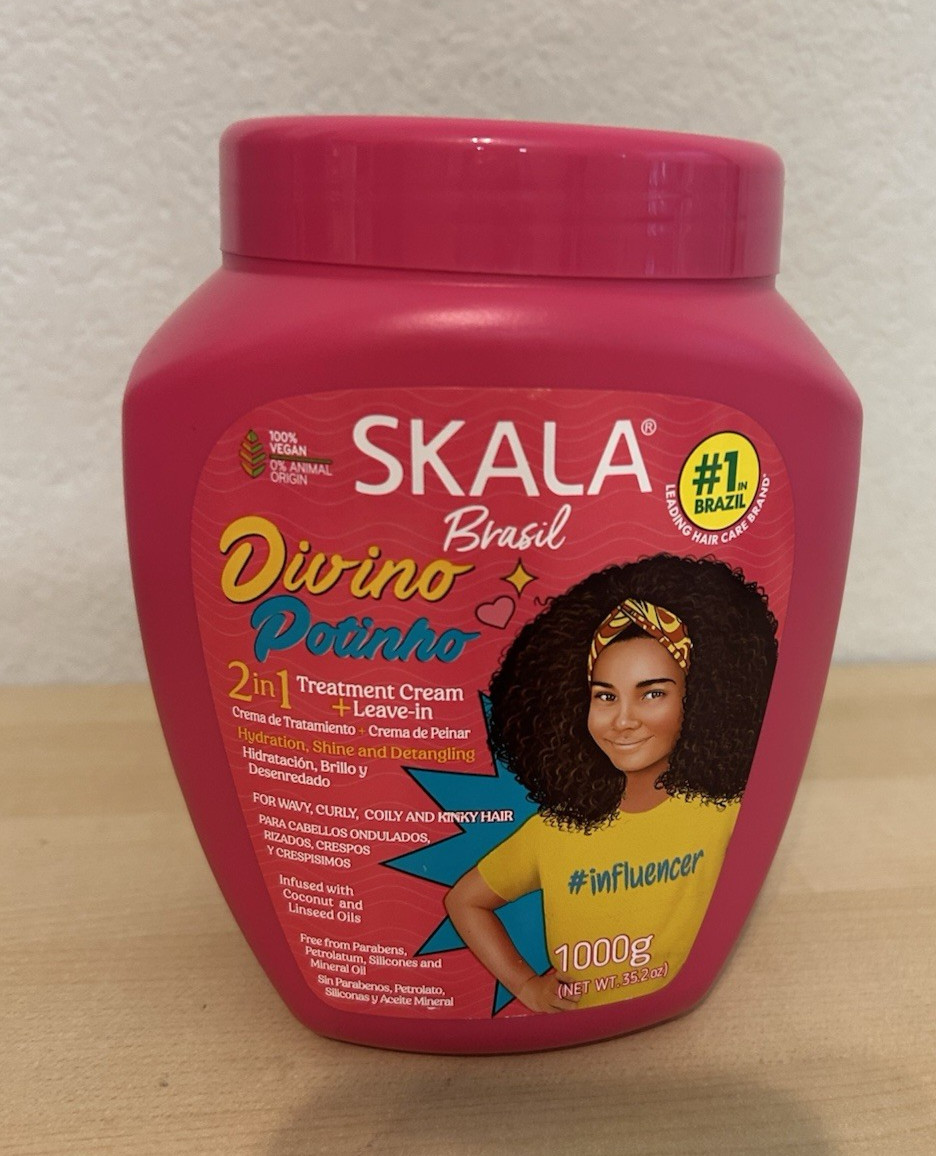 100%
VEGAN
0% ANIMAL
ORIGIN
SKALA®
Brasil
#1 IN
BRAZIL
LEADING HAIR CARE BRAND*
Divino
Potinho
2in1 Treatment Cream
+Leave-in
Crema de Tratamiento + Crema de Peinar
Hydration, Shine and Detangling
Hidratación, Brillo y
Desenredado
FOR WAVY, CURLY, COILY AND KINKY HAIR
PARA CABELLOS ONDULADOS,
RIZADOS, CRESPOS
Y CRESPISIMOS
Infused with
Coconut and
Linseed Oils
Free from Parabens,
Petrolatum, Silicones and
Mineral Oil
Sin Parabenos, Petrolato,
Siliconas y Aceite Mineral
#influencer
1000g
(NET WT. 35.2 oz)